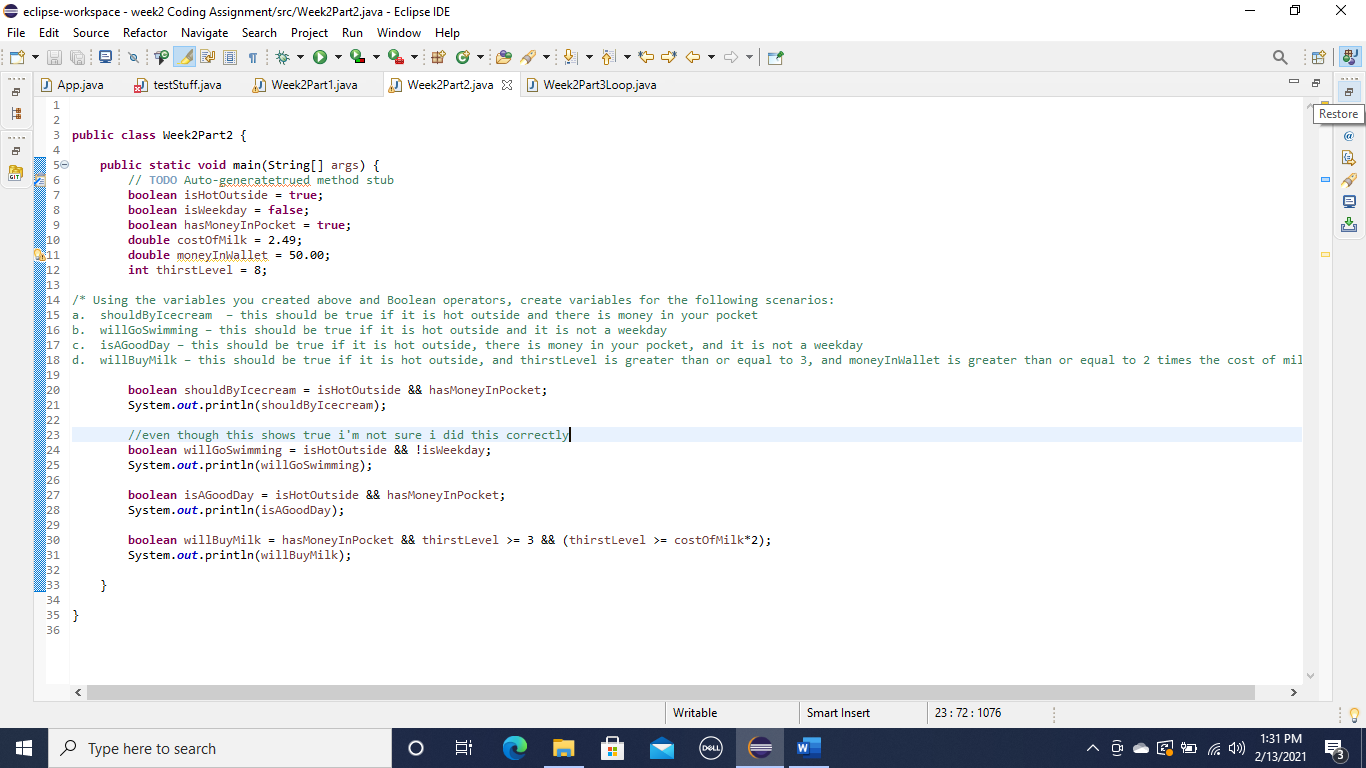 eclipse-workspace - week2 Coding Assignment/src/Week2Part2.java - Eclipse IDE
File Edit Source Refactor Navigate Search Project Run Window Help
App.java testStuff.java Week2Part1.java Week2Part2.java Week2Part3Loop.java
Restore
1
2
3 public class Week2Part2 {
4
5 public static void main(String[] args) {
6 // TODO Auto-generatetrued method stub
7 boolean isHotOutside = true;
8 boolean isWeekday = false;
9 boolean hasMoneyInPocket = true;
10 double costOfMilk = 2.49;
11 double moneyInWallet = 50.00;
12 int thirstLevel = 8;
13
14 /* Using the variables you created above and Boolean operators, create variables for the following scenarios:
15 a. shouldByIcecream – this should be true if it is hot outside and there is money in your pocket
16 b. willGoSwimming – this should be true if it is hot outside and it is not a weekday
17 c. isAGoodDay – this should be true if it is hot outside, there is money in your pocket, and it is not a weekday
18 d. willBuyMilk – this should be true if it is hot outside, and thirstLevel is greater than or equal to 3, and moneyInWallet is greater than or equal to 2 times the cost of mil
19
20 boolean shouldByIcecream = isHotOutside && hasMoneyInPocket;
21 System.out.println(shouldByIcecream);
22
23 //even though this shows true i'm not sure i did this correctly
24 boolean willGoSwimming = isHotOutside && !isWeekday;
25 System.out.println(willGoSwimming);
26
27 boolean isAGoodDay = isHotOutside && hasMoneyInPocket;
28 System.out.println(isAGoodDay);
29
30 boolean willBuyMilk = hasMoneyInPocket && thirstLevel >= 3 && (thirstLevel >= costOfMilk*2);
31 System.out.println(willBuyMilk);
32
33 }
34
35 }
36
Writable Smart Insert 23 : 72 : 1076
Type here to search
DELL
1:31 PM
2/13/2021
3